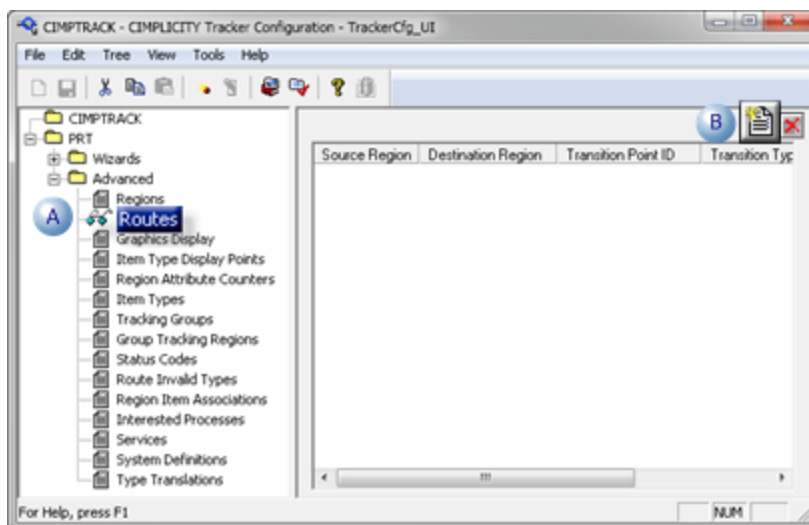 CIMPTRACK - CIMPLICITY Tracker Configuration - TrackerCfg_UI
File Edit Tree View Tools Help
CIMPTRACK
PRT
Wizards
Advanced
Regions
A
Routes
Graphics Display
Item Type Display Points
Region Attribute Counters
Item Types
Tracking Groups
Group Tracking Regions
Status Codes
Route Invalid Types
Region Item Associations
Interested Processes
Services
System Definitions
Type Translations
B
Source Region Destination Region Transition Point ID Transition Typ
For Help, press F1
NUM